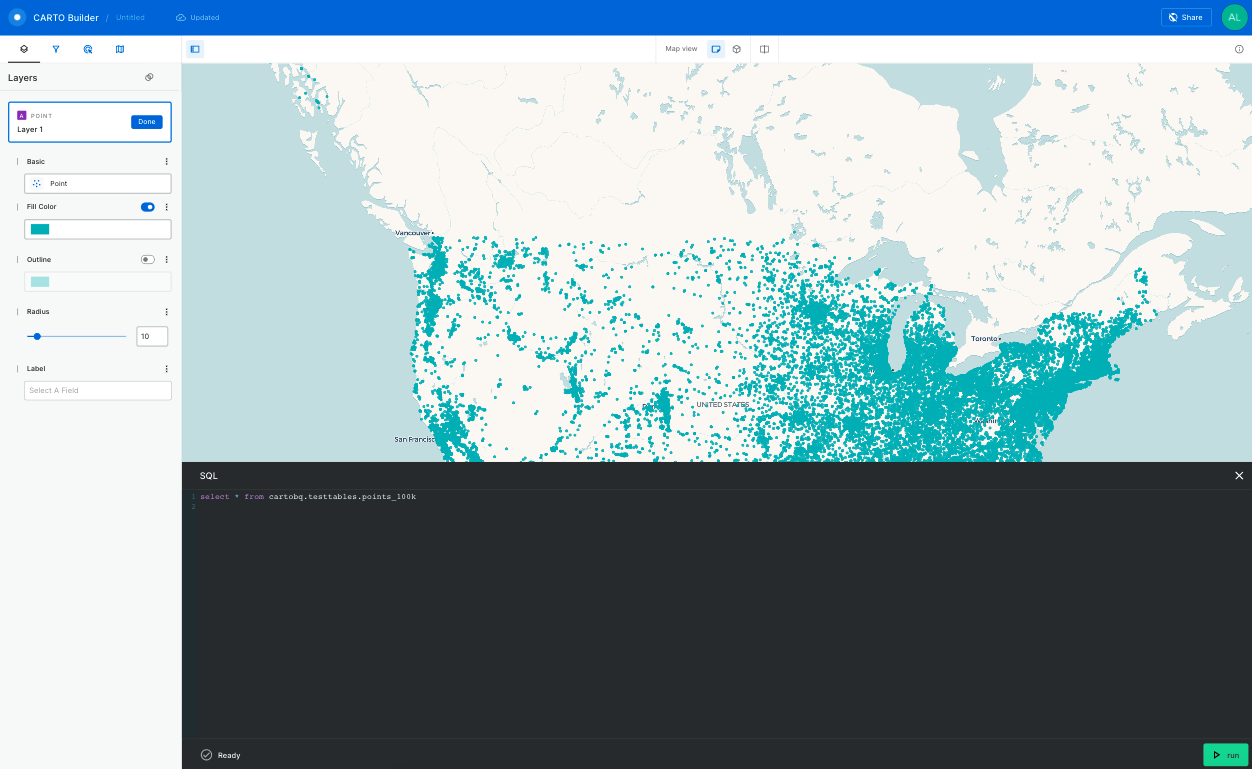 CARTO Builder / Untitled Updated Share AL
Map view
Layers
A POINT
Layer 1
Done
Basic
Point
Fill Color
Outline
Radius
10
Label
Select A Field
Vancouver
Toronto
UNITED STATES
San Francisc
SQL
1 select * from cartobq.testtables.points_100k
2
Ready
run